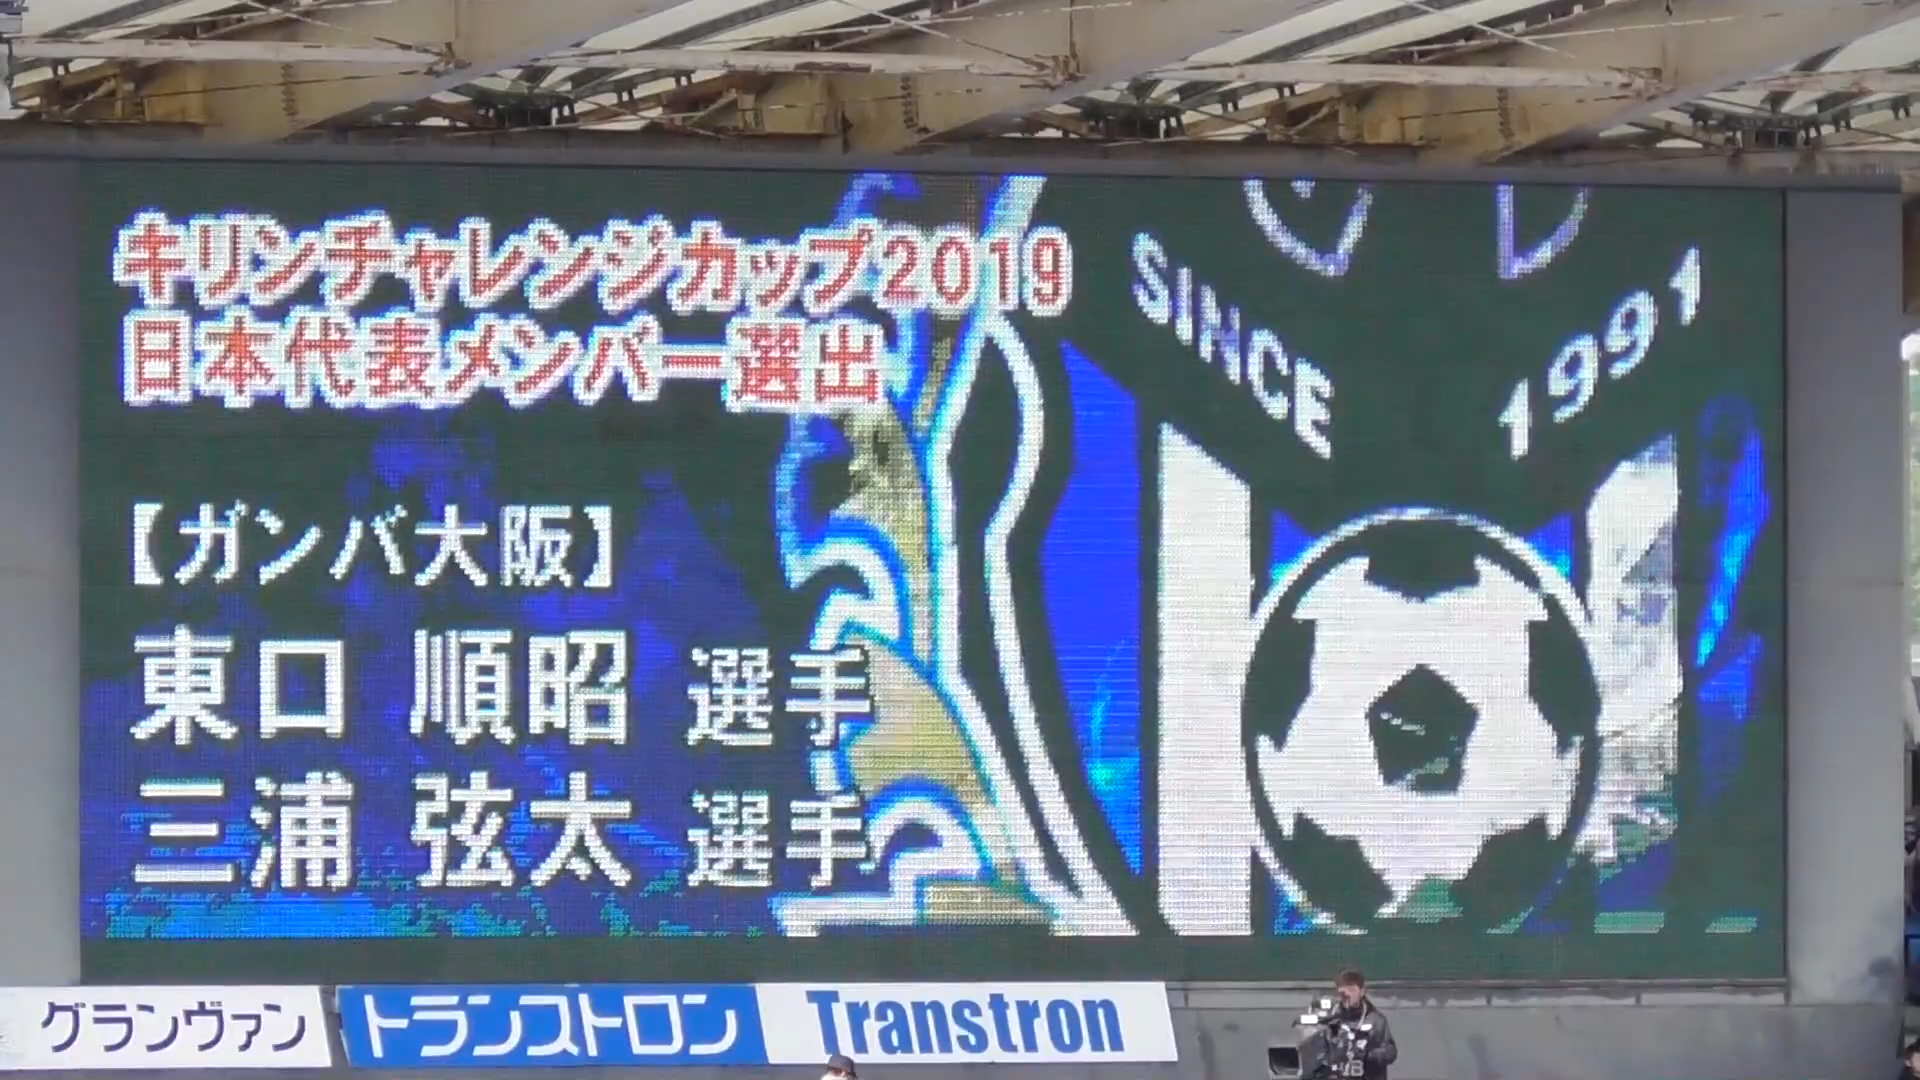 キリンチャレンジカップ2019
日本代表メンバー選出
【ガンバ大阪】
東口 順昭 選手
三浦 弦太 選手
SINCE 1991
グランヴァン
トランストロン Transtron